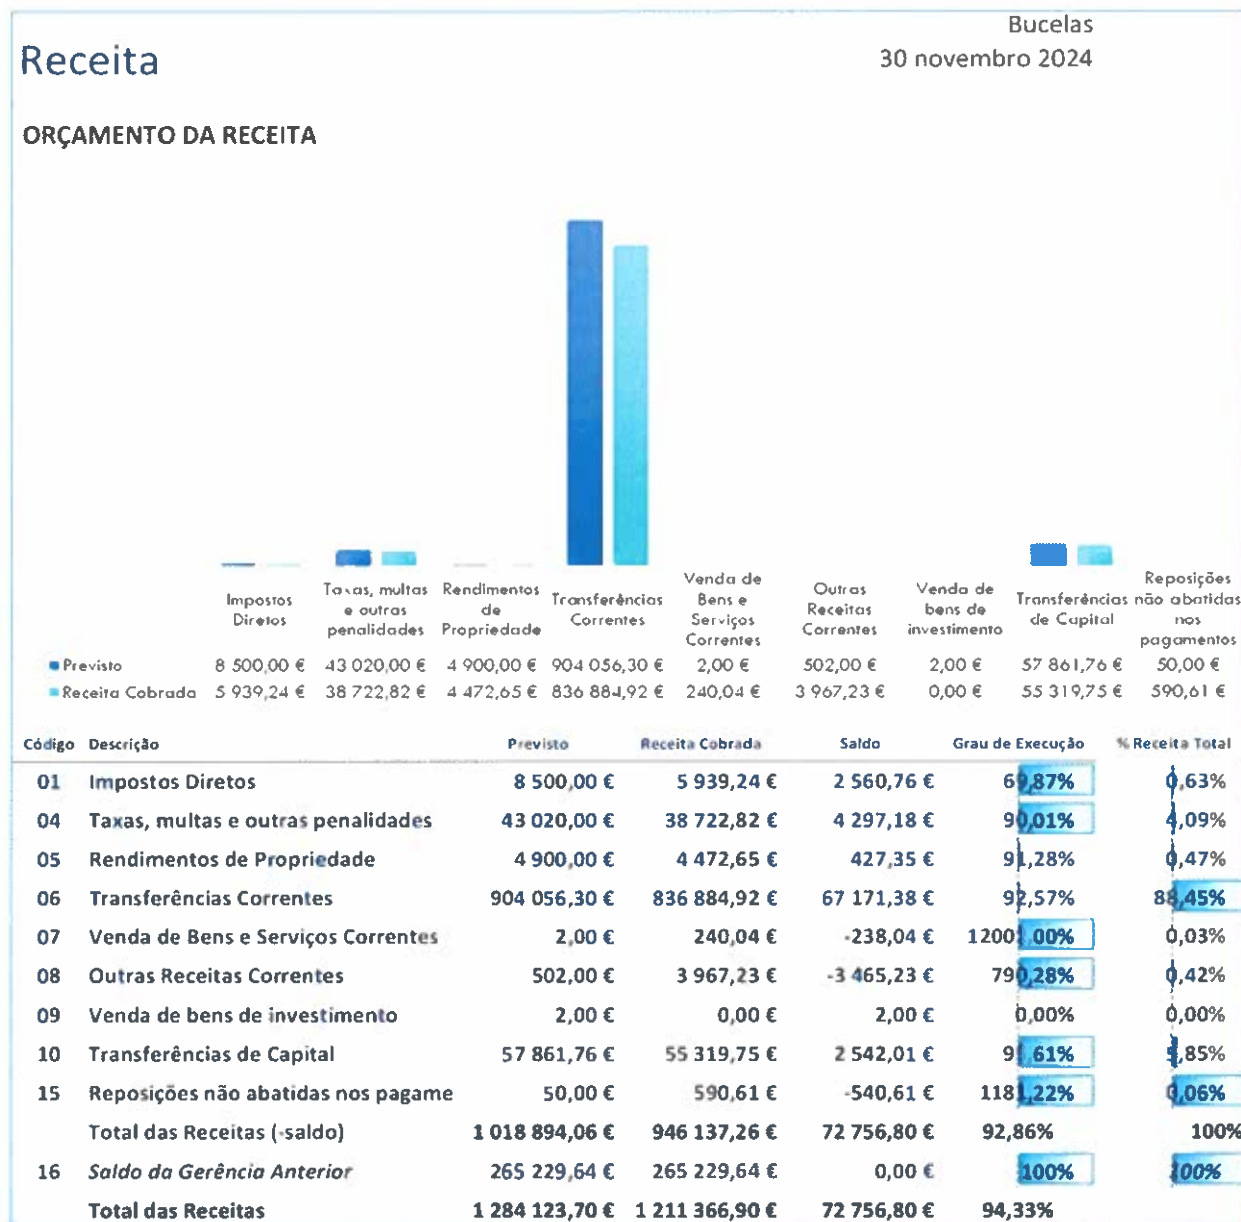 Bucelas
Receita
30 novembro 2024
ORÇAMENTO DA RECEITA
Impostos Diretos
Taxas, multas e outras penalidades
Rendimentos de Propriedade
Transferências Correntes
Venda de Bens e Serviços Correntes
Outras Receitas Correntes
Venda de bens de investimento
Transferências de Capital
Reposições não abatidas nos pagamentos
Previsto 8 500,00 € 43 020,00 € 4 900,00 € 904 056,30 € 2,00 € 502,00 € 2,00 € 57 861,76 € 50,00 €
Receita Cobrada 5 939,24 € 38 722,82 € 4 472,65 € 836 884,92 € 240,04 € 3 967,23 € 0,00 € 55 319,75 € 590,61 €
Código Descrição Previsto Receita Cobrada Saldo Grau de Execução % Receita Total
01 Impostos Diretos 8 500,00 € 5 939,24 € 2 560,76 € 69,87% 0,63%
04 Taxas, multas e outras penalidades 43 020,00 € 38 722,82 € 4 297,18 € 90,01% 4,09%
05 Rendimentos de Propriedade 4 900,00 € 4 472,65 € 427,35 € 91,28% 0,47%
06 Transferências Correntes 904 056,30 € 836 884,92 € 67 171,38 € 92,57% 88,45%
07 Venda de Bens e Serviços Correntes 2,00 € 240,04 € -238,04 € 12001,00% 0,03%
08 Outras Receitas Correntes 502,00 € 3 967,23 € -3 465,23 € 790,28% 0,42%
09 Venda de bens de investimento 2,00 € 0,00 € 2,00 € 0,00% 0,00%
10 Transferências de Capital 57 861,76 € 55 319,75 € 2 542,01 € 95,61% 5,85%
15 Reposições não abatidas nos pagame 50,00 € 590,61 € -540,61 € 1181,22% 0,06%
Total das Receitas (-saldo) 1 018 894,06 € 946 137,26 € 72 756,80 € 92,86% 100%
16 Saldo da Gerência Anterior 265 229,64 € 265 229,64 € 0,00 € 100% 100%
Total das Receitas 1 284 123,70 € 1 211 366,90 € 72 756,80 € 94,33%